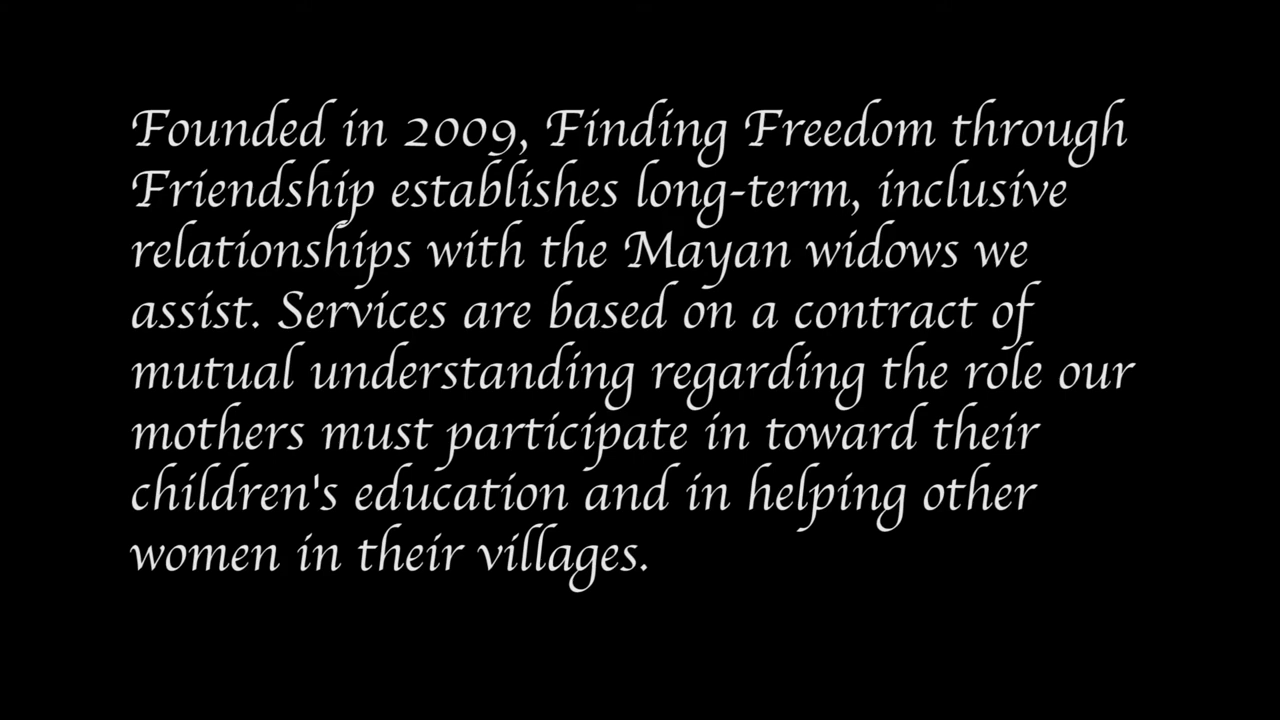 Founded in 2009, Finding Freedom through
Friendship establishes long-term, inclusive
relationships with the Mayan widows we
assist. Services are based on a contract of
mutual understanding regarding the role our
mothers must participate in toward their
children's education and in helping other
women in their villages.